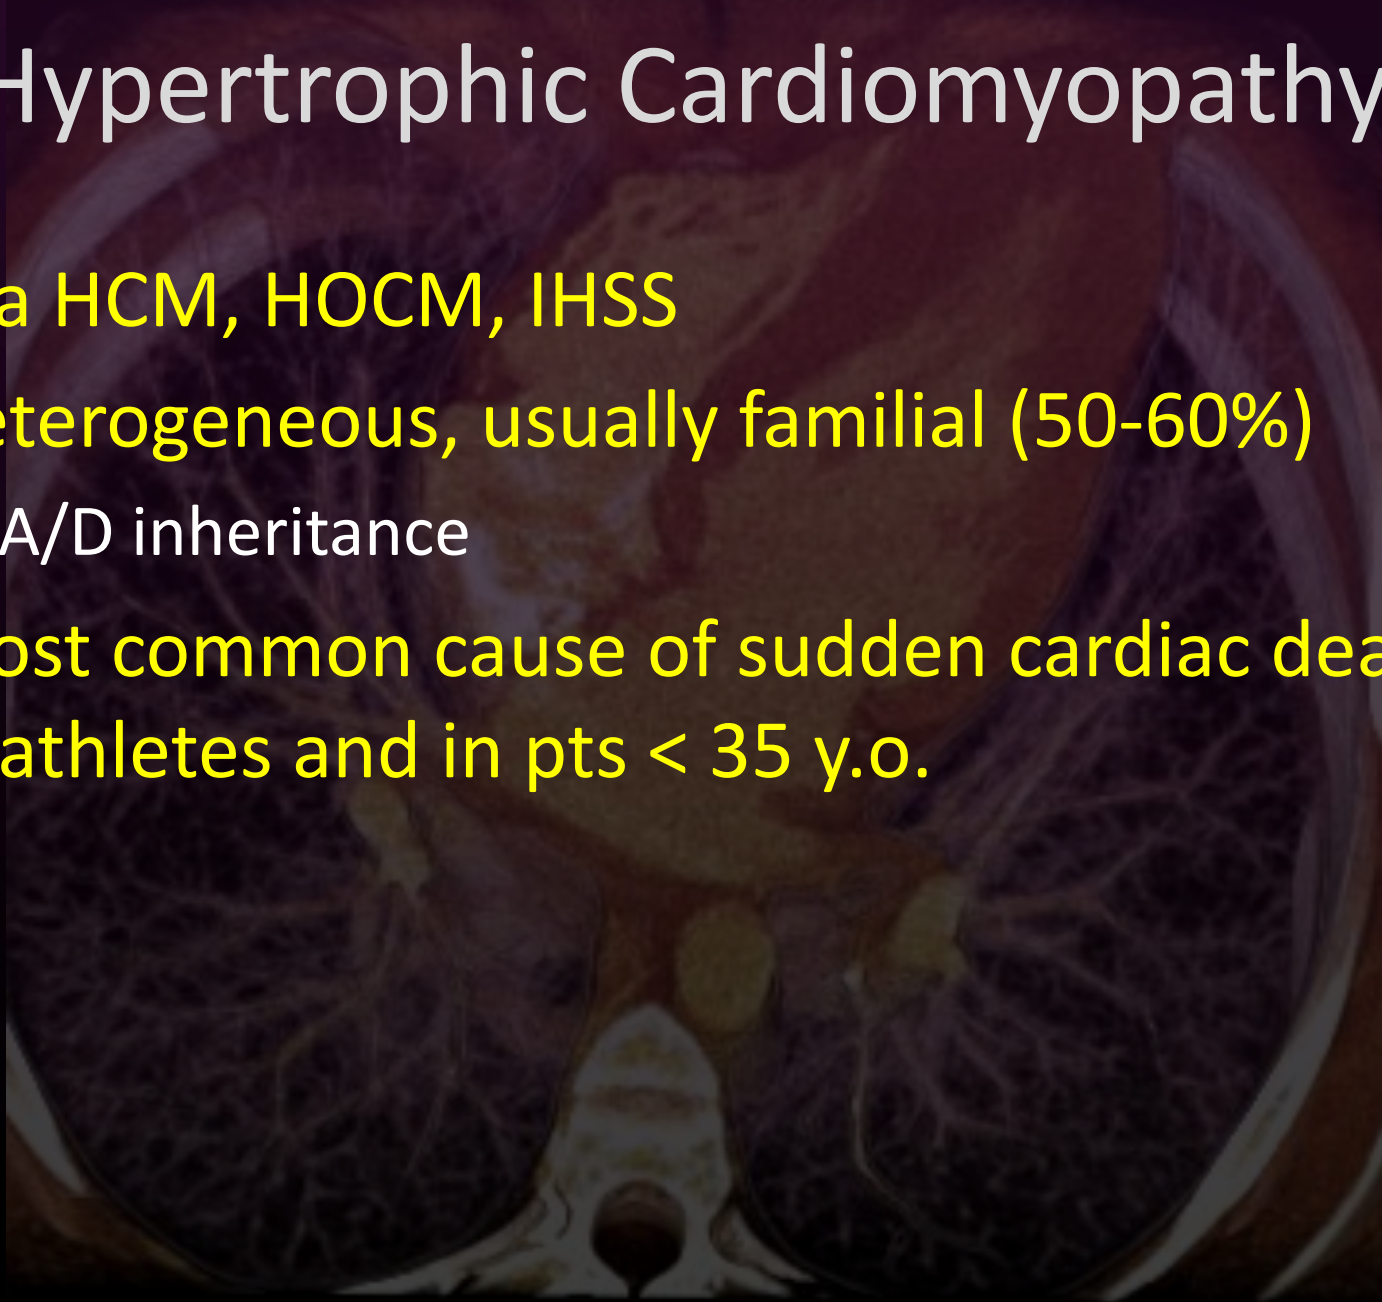 Hypertrophic Cardiomyopathy
a HCM, HOCM, IHSS
eterogeneous, usually familial (50-60%)
A/D inheritance
ost common cause of sudden cardiac dea
athletes and in pts < 35 y.o.